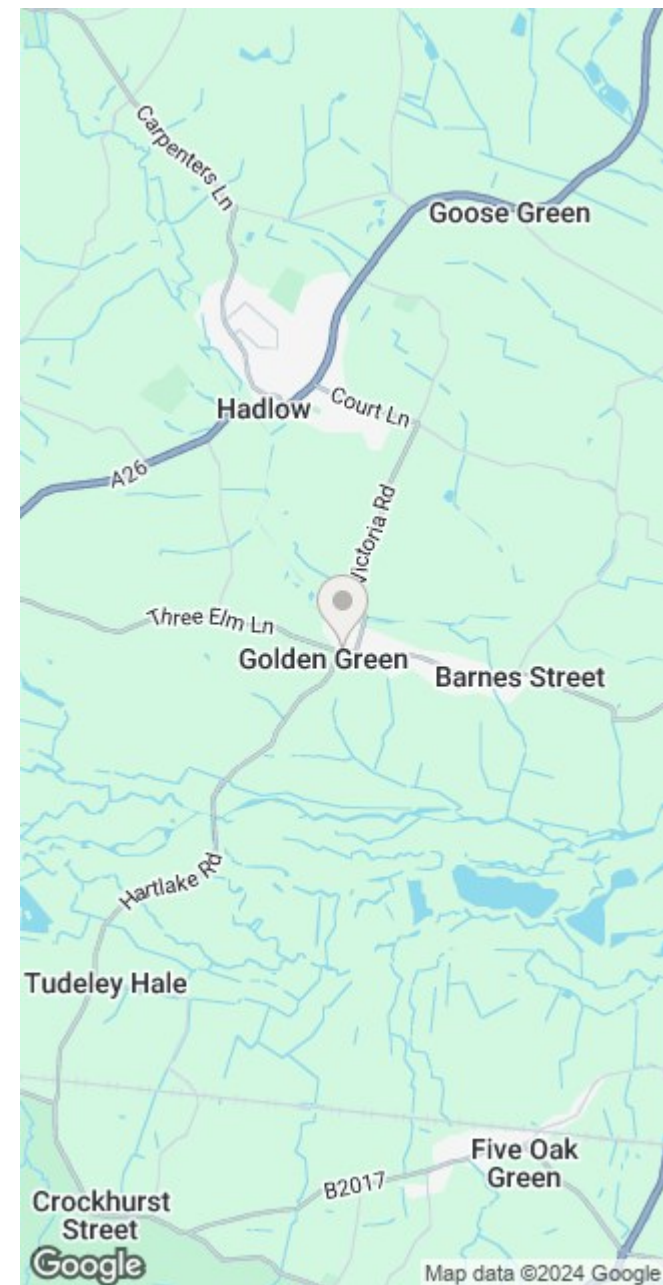 Carpenters Ln
Goose Green
Hadlow
Court Ln
A26
Victoria Rd
Three Elm Ln
Golden Green
Barnes Street
Hartlake Rd
Tudeley Hale
Five Oak
Green
B2017
Crockhurst
Street
Google
Map data ©2024 Google